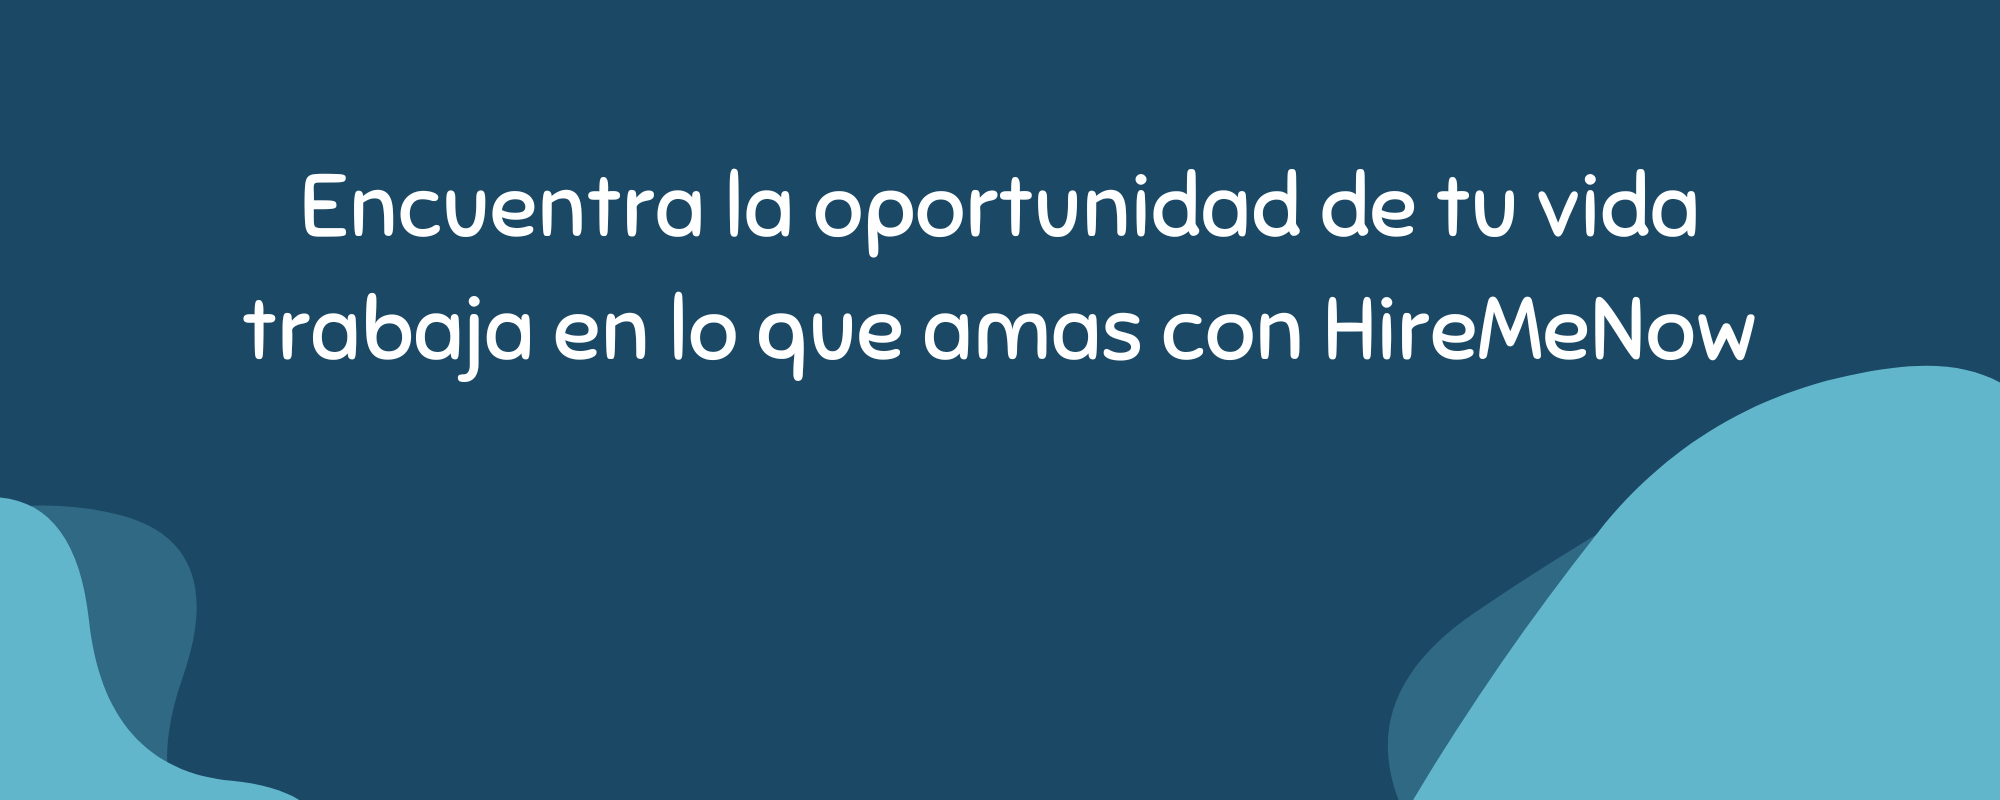 Encuentra la oportunidad de tu vida
trabaja en lo que amas con HireMeNow